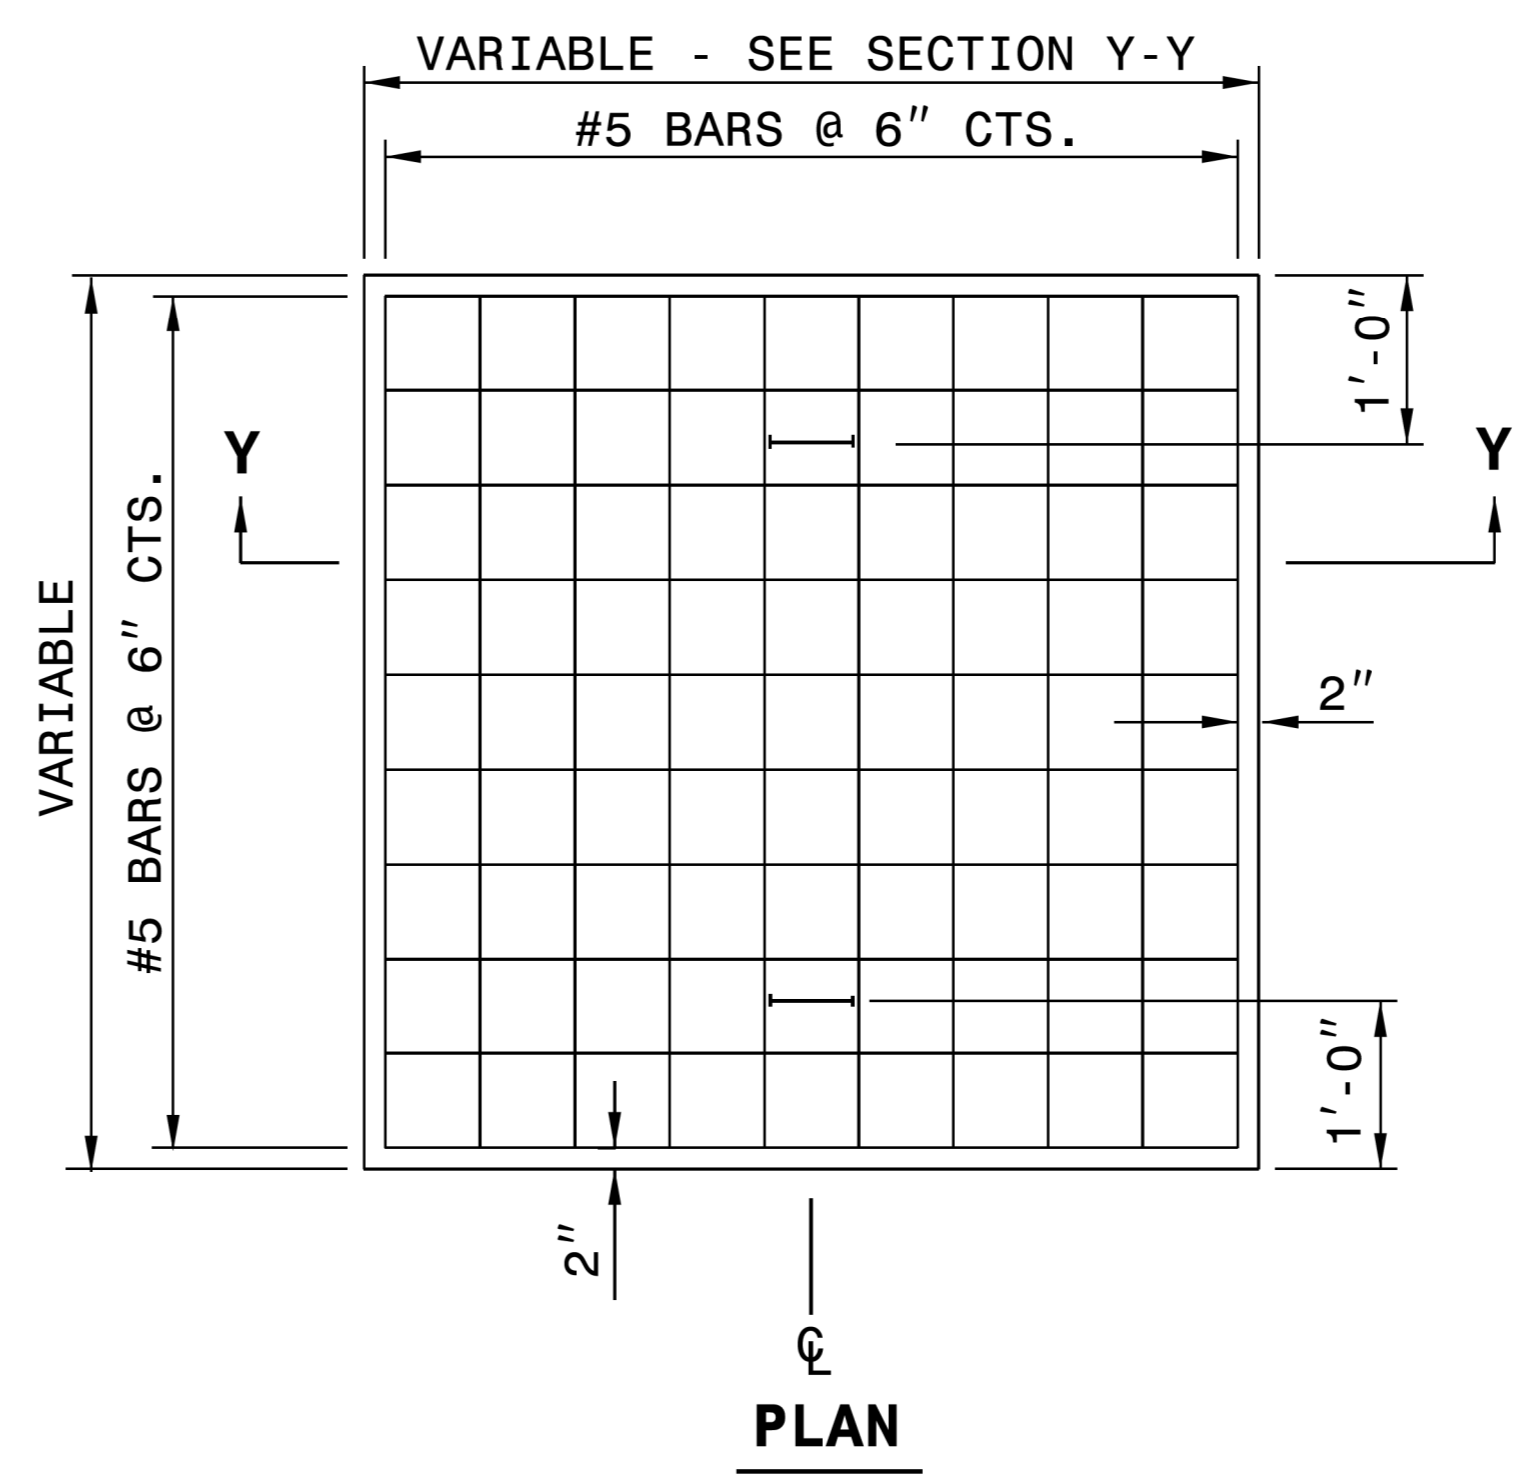 VARIABLE - SEE SECTION Y-Y
#5 BARS @ 6" CTS.
1'-0"
Y
Y
VARIABLE
#5 BARS @ 6" CTS.
2"
1'-0"
2"
℄
PLAN